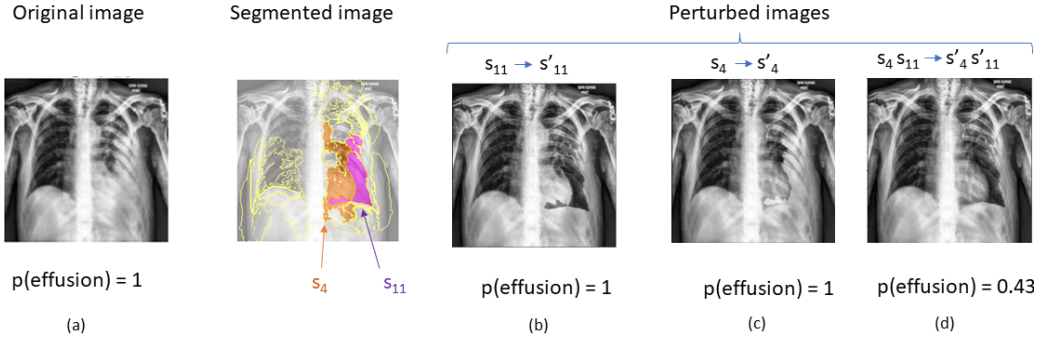 Original image
Segmented image
Perturbed images
s₁₁ → s’₁₁
s₄ → s’₄
s₄ s₁₁ → s’₄ s’₁₁
s₄
s₁₁
p(effusion) = 1
p(effusion) = 1
p(effusion) = 1
p(effusion) = 0.43
(a)
(b)
(c)
(d)